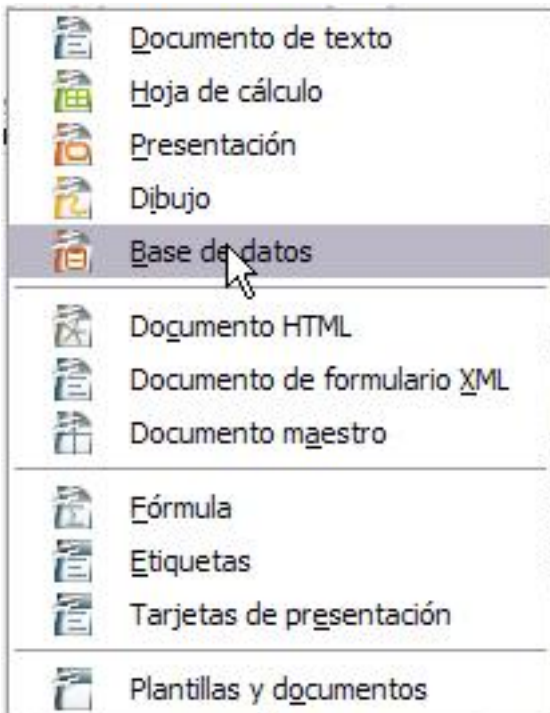 Documento de texto
Hoja de cálculo
Presentación
Dibujo
Base de datos
Documento HTML
Documento de formulario XML
Documento maestro
Fórmula
Etiquetas
Tarjetas de presentación
Plantillas y documentos